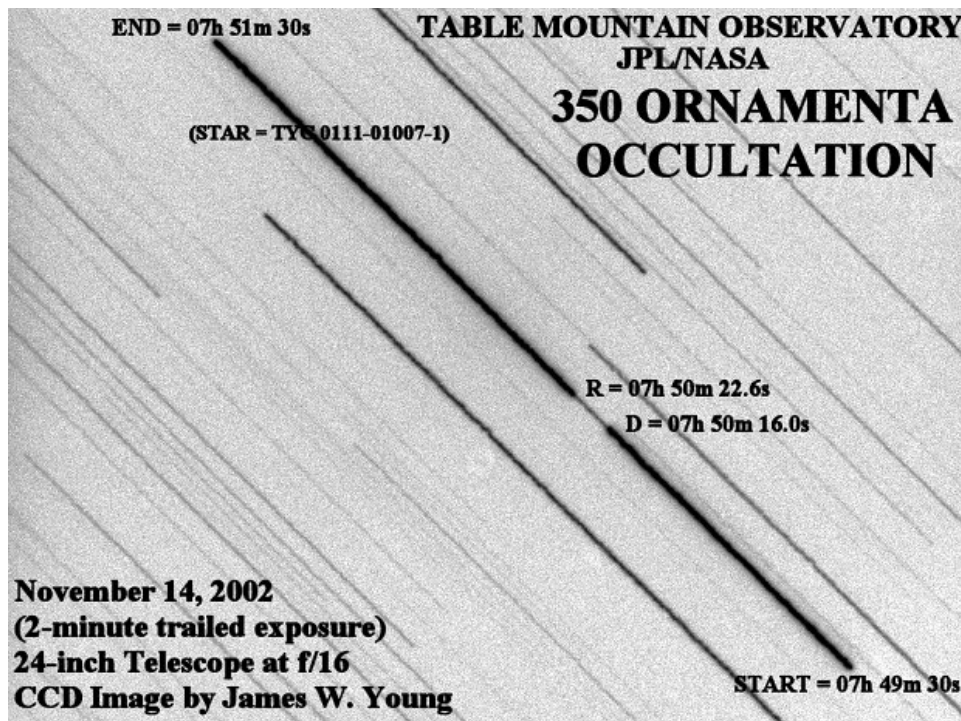 END = 07h 51m 30s
TABLE MOUNTAIN OBSERVATORY
JPL/NASA
350 ORNAMENTA
OCCULTATION
(STAR = TYC 0111-01007-1)
R = 07h 50m 22.6s
D = 07h 50m 16.0s
November 14, 2002
(2-minute trailed exposure)
24-inch Telescope at f/16
CCD Image by James W. Young
START = 07h 49m 30s